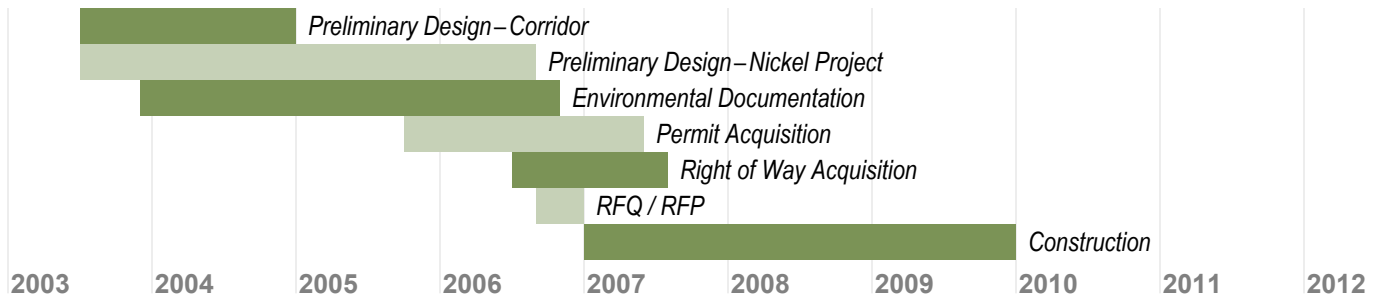 Preliminary Design–Corridor
Preliminary Design–Nickel Project
Environmental Documentation
Permit Acquisition
Right of Way Acquisition
RFQ / RFP
Construction
2003 2004 2005 2006 2007 2008 2009 2010 2011 2012